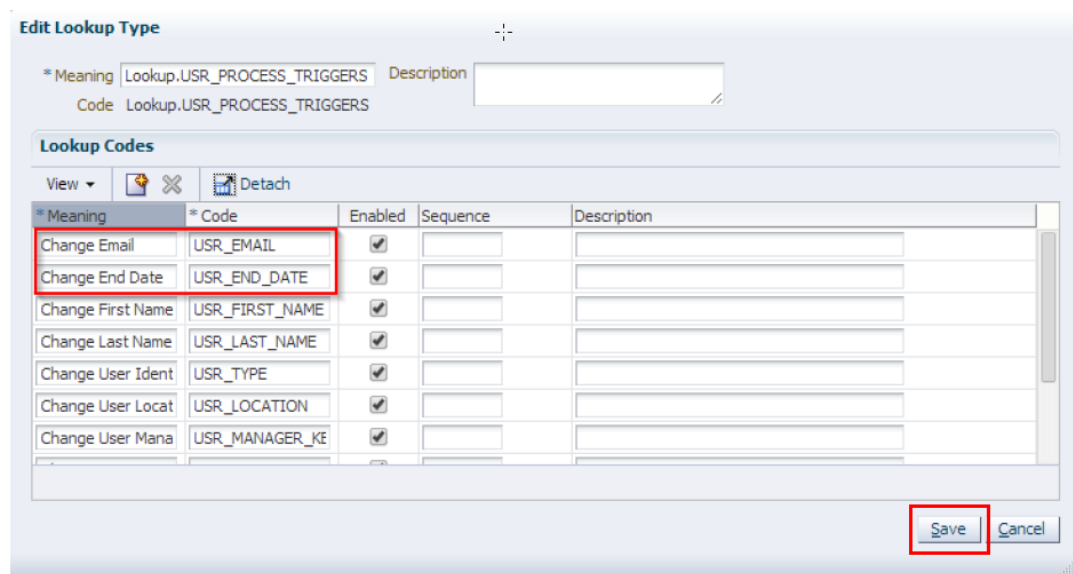 Edit Lookup Type
* Meaning Lookup.USR_PROCESS_TRIGGERS Description
Code Lookup.USR_PROCESS_TRIGGERS
Lookup Codes
View Detach
* Meaning * Code Enabled Sequence Description
Change Email USR_EMAIL
Change End Date USR_END_DATE
Change First Name USR_FIRST_NAME
Change Last Name USR_LAST_NAME
Change User Ident USR_TYPE
Change User Locat USR_LOCATION
Change User Mana USR_MANAGER_KE
Save Cancel